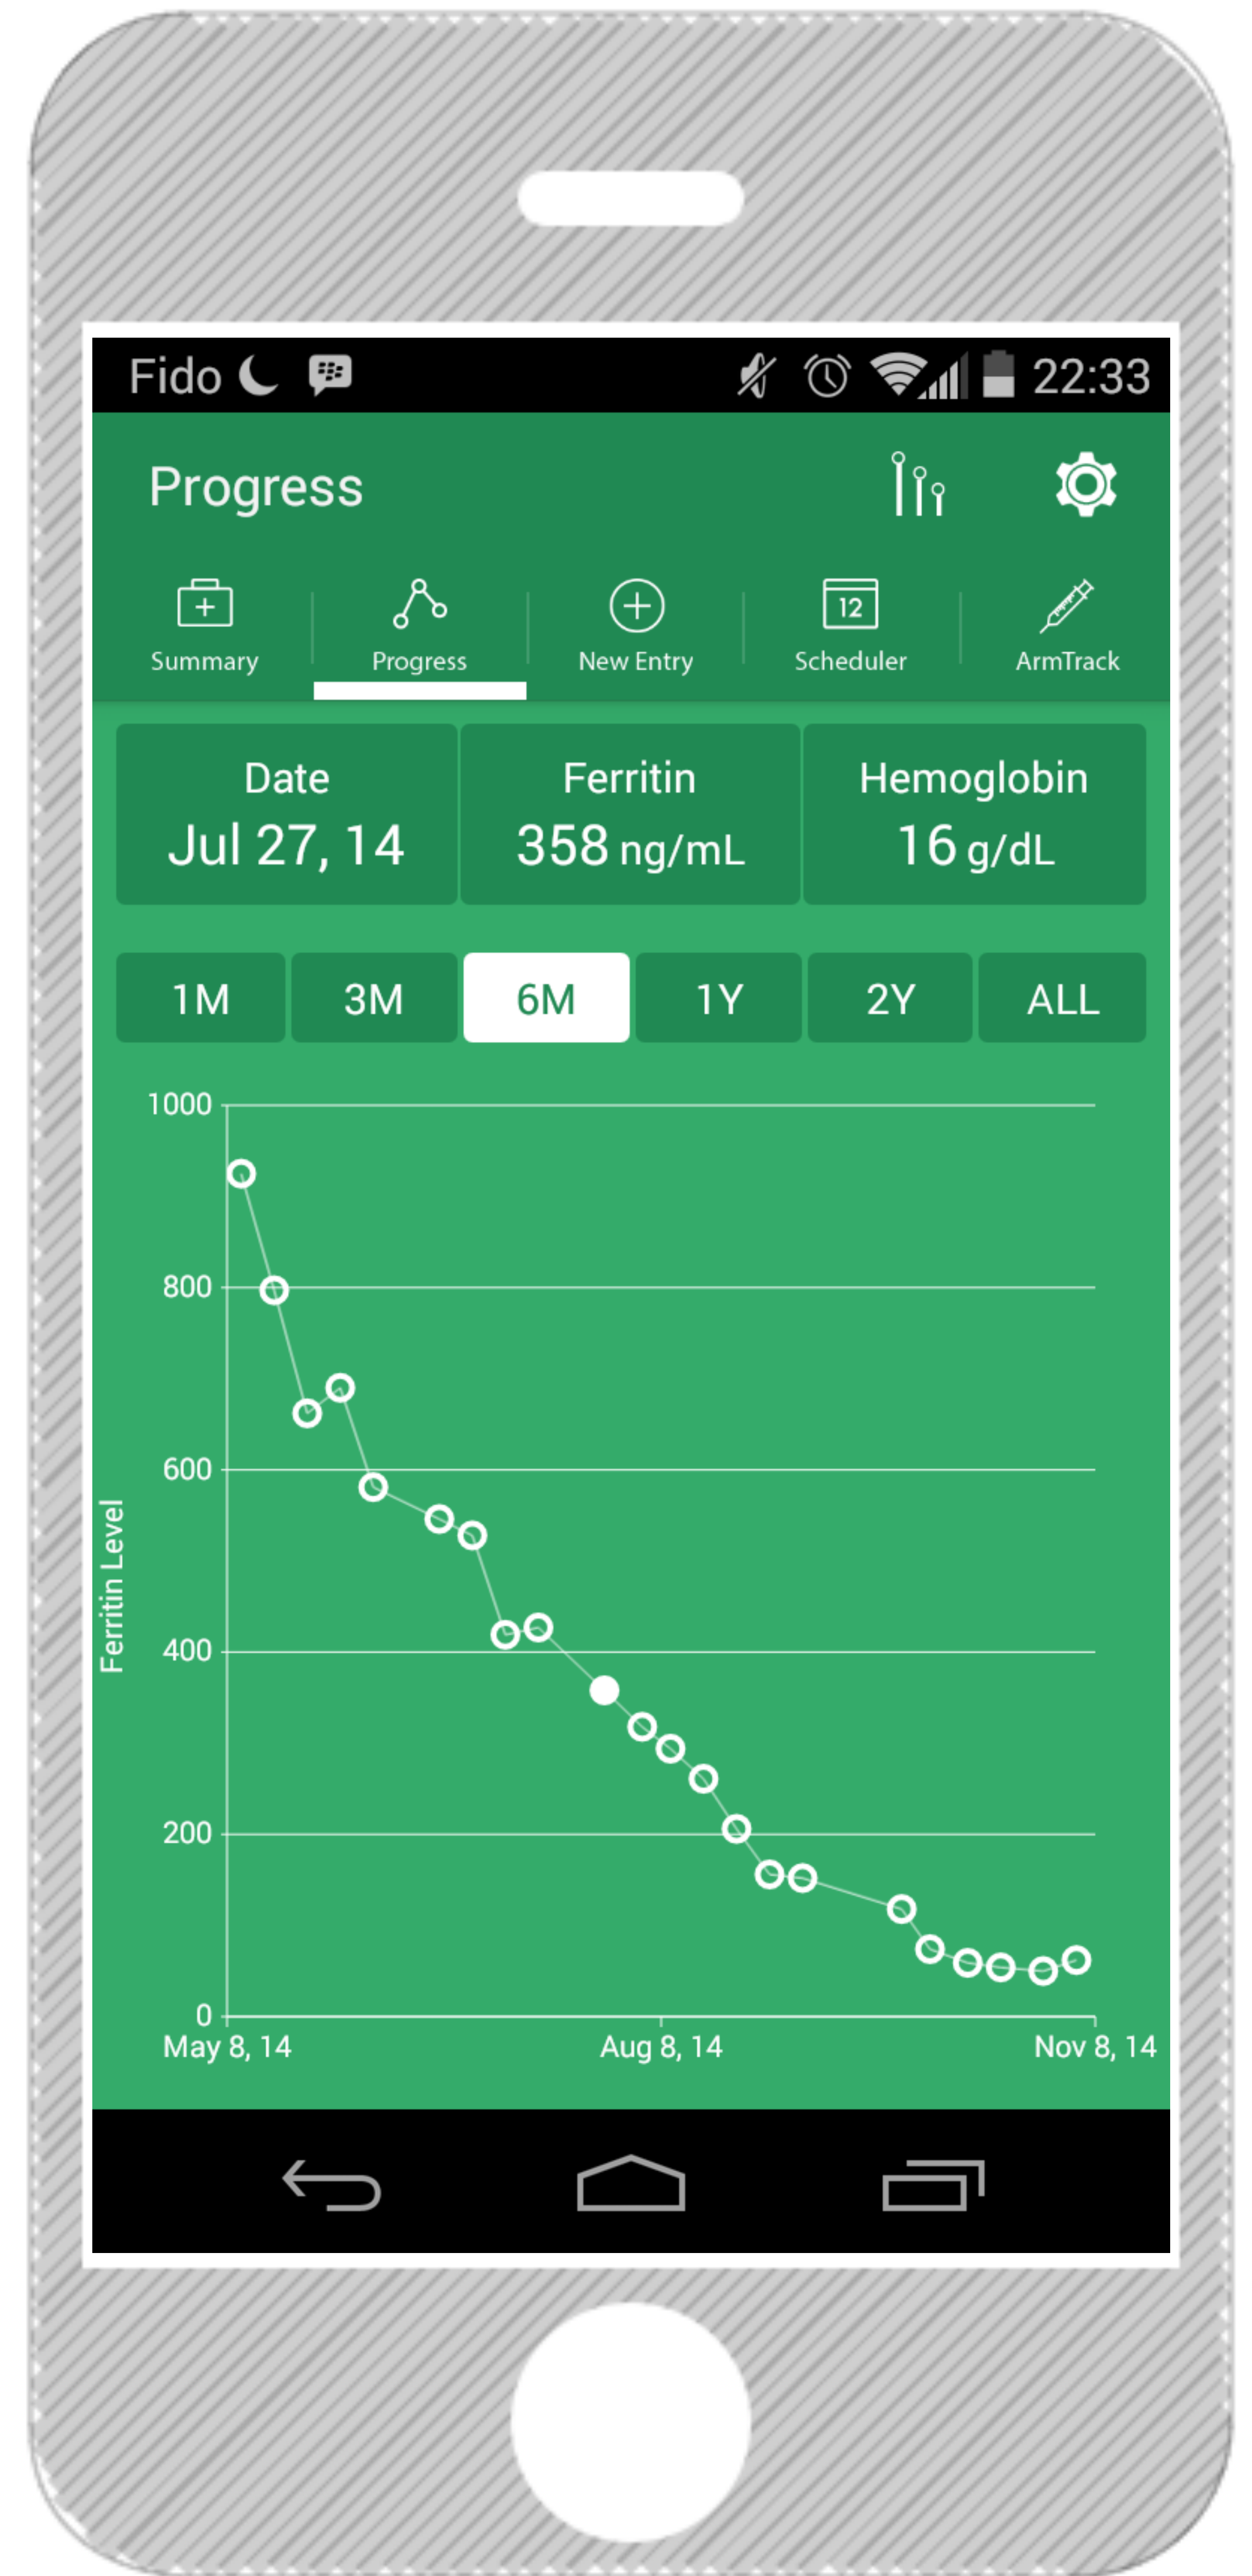 Fido 22:33
Progress
12
Summary Progress New Entry Scheduler ArmTrack
Date Ferritin Hemoglobin
Jul 27, 14 358 ng/mL 16 g/dL
1M 3M 6M 1Y 2Y ALL
1000
800
600
400
200
0
Ferritin Level
May 8, 14 Aug 8, 14 Nov 8, 14